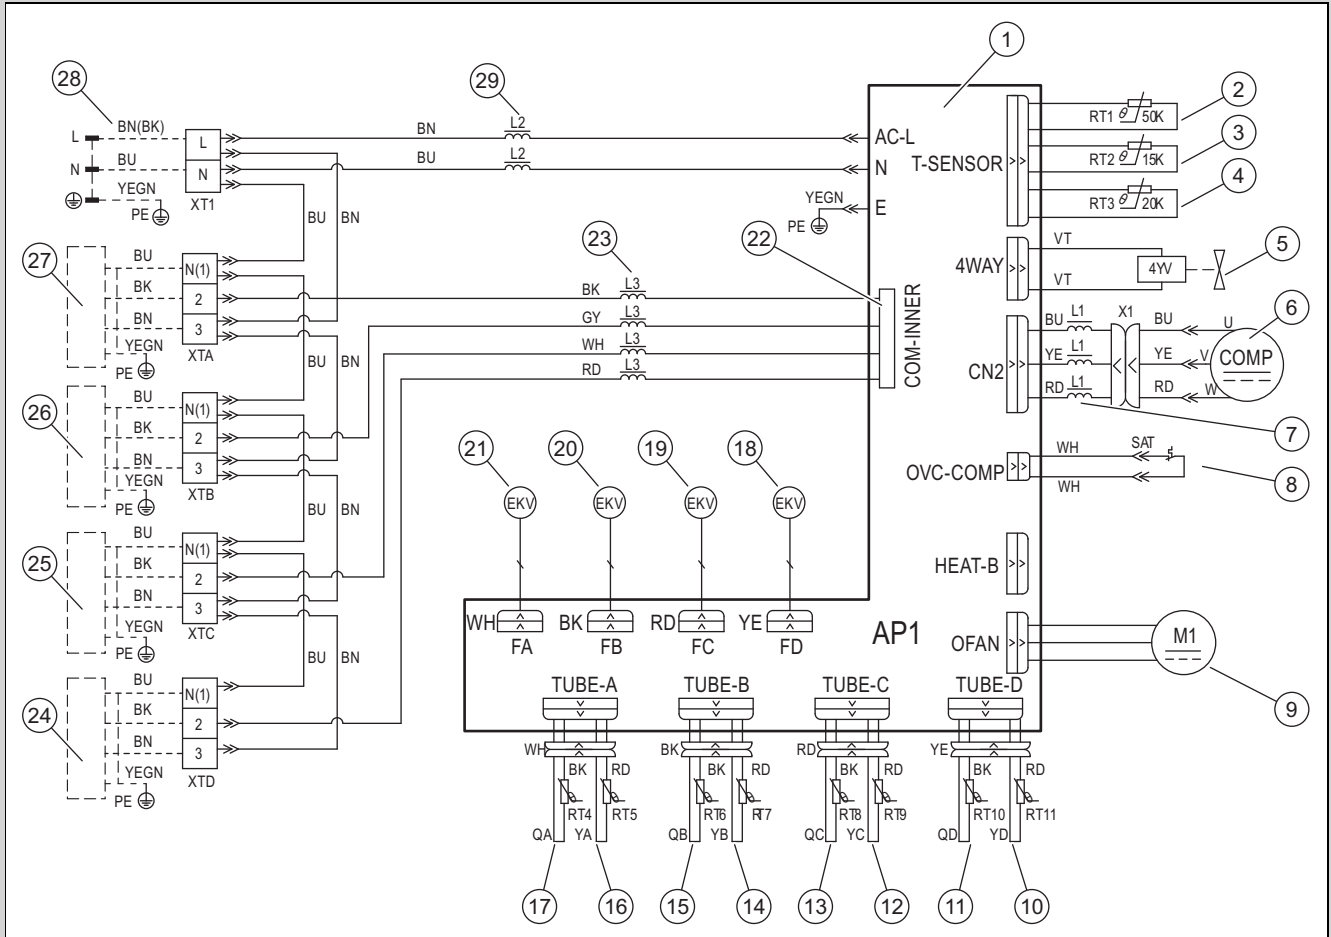 1
28
29
2
L2
L
BN(BK)
BN
RT1 θ 50K
L
AC-L
3
BU
BU
L2
N
N
N
T-SENSOR
RT2 θ 15K
YEGN
YEGN
4
XT1
PE
E
RT3 θ 20K
PE
BU
BN
23
22
VT
5
27
BU
N(1)
4WAY
4YV
BK
BK
L3
VT
2
COM-INNER
6
BN
GY
L3
BU
L1
X1
BU
U
3
YEGN
WH
L3
YE
L1
YE
V
COMP
XTA
BU
BN
RD
L3
CN2
PE
RD
L1
RD
W
BU
N(1)
26
BK
7
2
21
20
19
18
WH
SAT
BN
3
OVC-COMP
8
YEGN
WH
XTB
EKV
EKV
EKV
EKV
PE
BU
BN
BU
N(1)
25
BK
HEAT-B
2
BN
3
YEGN
WH
BK
RD
YE
XTC
FA
FB
FC
FD
AP1
OFAN
M1
PE
BU
BN
BU
TUBE-A
TUBE-B
TUBE-C
TUBE-D
N(1)
24
BK
9
2
BN
WH
BK
RD
YE
3
YEGN
BK
RD
BK
RD
BK
RD
BK
RD
XTD
PE
RT4
RT5
RT6
RT7
RT8
RT9
RT10
RT11
QA
YA
QB
YB
QC
YC
QD
YD
17
16
15
14
13
12
11
10